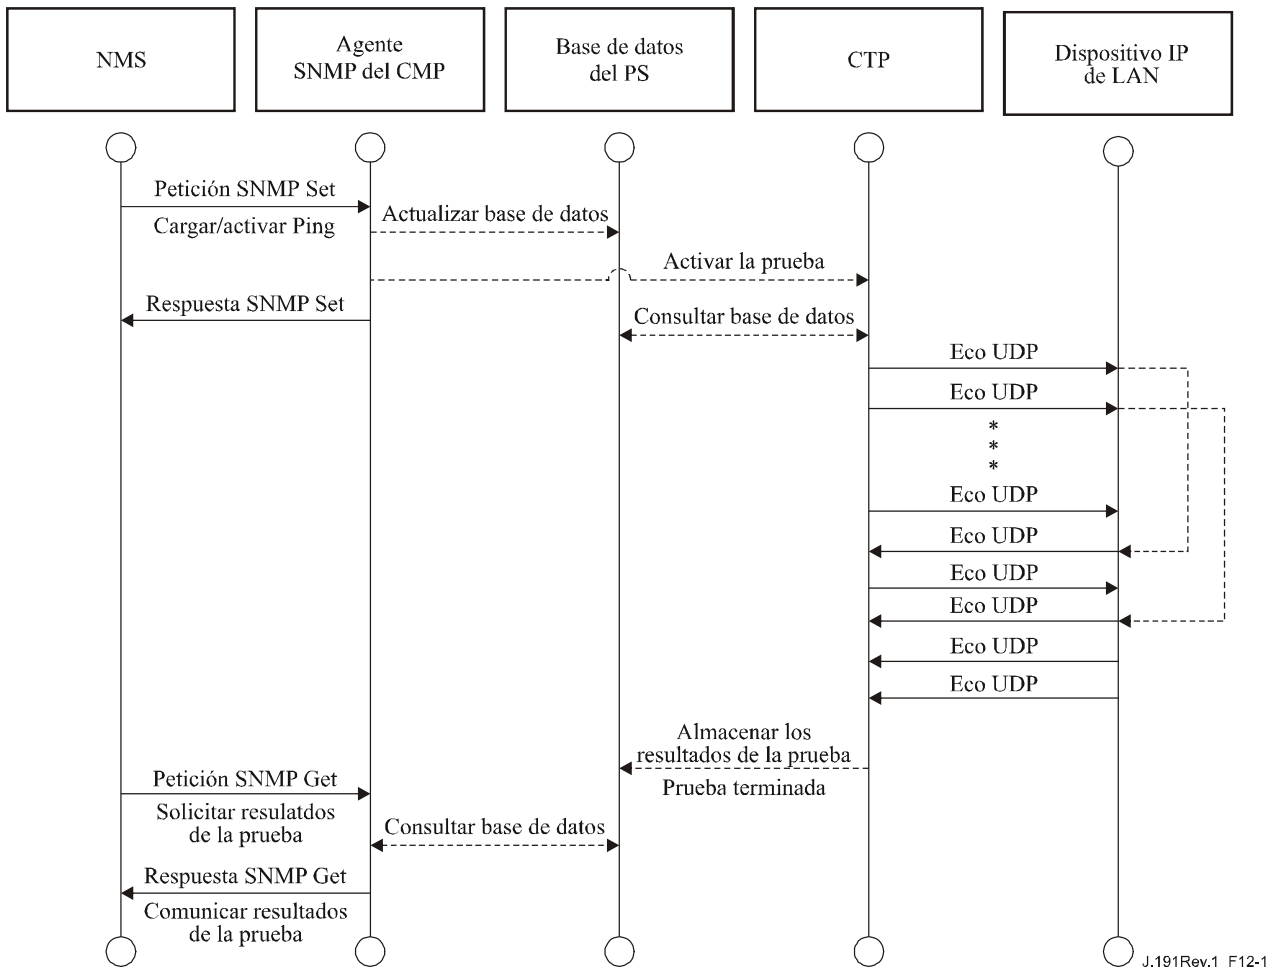 NMS
Agente
SNMP del CMP
Base de datos
del PS
CTP
Dispositivo IP
de LAN
Petición SNMP Set
Cargar/activar Ping
Actualizar base de datos
Activar la prueba
Respuesta SNMP Set
Consultar base de datos
Eco UDP
Eco UDP
*
*
*
Eco UDP
Eco UDP
Eco UDP
Eco UDP
Eco UDP
Eco UDP
Almacenar los
resultados de la prueba
Prueba terminada
Petición SNMP Get
Solicitar resulatdos
de la prueba
Consultar base de datos
Respuesta SNMP Get
Comunicar resultados
de la prueba
J.191Rev.1_F12-1